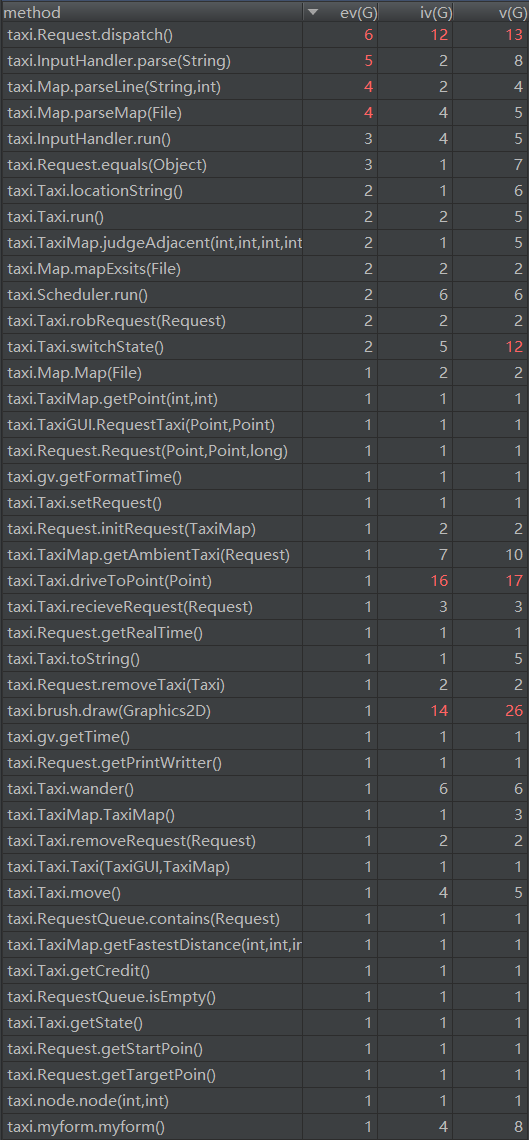 method ev(G) iv(G) v(G)
taxi.Request.dispatch() 6 12 13
taxi.InputHandler.parse(String) 5 2 8
taxi.Map.parseLine(String,int) 4 2 4
taxi.Map.parseMap(File) 4 4 5
taxi.InputHandler.run() 3 4 5
taxi.Request.equals(Object) 3 1 7
taxi.Taxi.locationString() 2 1 6
taxi.Taxi.run() 2 2 5
taxi.TaxiMap.judgeAdjacent(int,int,int,int 2 1 5
taxi.Map.mapExsits(File) 2 2 2
taxi.Scheduler.run() 2 6 6
taxi.Taxi.robRequest(Request) 2 2 2
taxi.Taxi.switchState() 2 5 12
taxi.Map.Map(File) 1 2 2
taxi.TaxiMap.getPoint(int,int) 1 1 1
taxi.TaxiGUI.RequestTaxi(Point,Point) 1 1 1
taxi.Request.Request(Point,Point,long) 1 1 1
taxi.gv.getFormatTime() 1 1 1
taxi.Taxi.setRequest() 1 1 1
taxi.Request.initRequest(TaxiMap) 1 2 2
taxi.TaxiMap.getAmbientTaxi(Request) 1 7 10
taxi.Taxi.driveToPoint(Point) 1 16 17
taxi.Taxi.recieveRequest(Request) 1 3 3
taxi.Request.getRealTime() 1 1 1
taxi.Taxi.toString() 1 1 5
taxi.Request.removeTaxi(Taxi) 1 2 2
taxi.brush.draw(Graphics2D) 1 14 26
taxi.gv.getTime() 1 1 1
taxi.Request.getPrintWritter() 1 1 1
taxi.Taxi.wander() 1 6 6
taxi.TaxiMap.TaxiMap() 1 1 3
taxi.Taxi.removeRequest(Request) 1 2 2
taxi.Taxi.Taxi(TaxiGUI,TaxiMap) 1 1 1
taxi.Taxi.move() 1 4 5
taxi.RequestQueue.contains(Request) 1 1 1
taxi.TaxiMap.getFastestDistance(int,int,in 1 1 1
taxi.Taxi.getCredit() 1 1 1
taxi.RequestQueue.isEmpty() 1 1 1
taxi.Taxi.getState() 1 1 1
taxi.Request.getStartPoin() 1 1 1
taxi.Request.getTargetPoin() 1 1 1
taxi.node.node(int,int) 1 1 1
taxi.myform.myform() 1 4 8